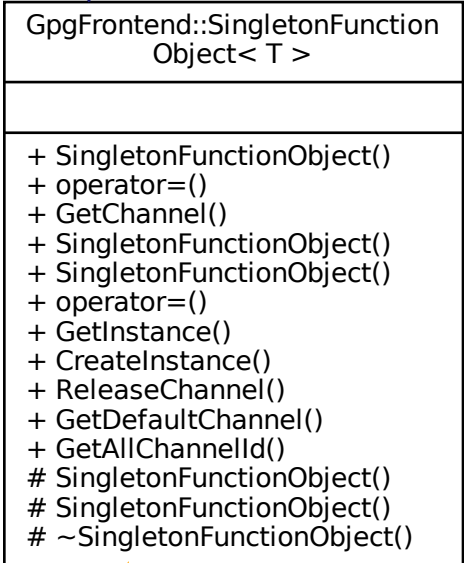 GpgFrontend::SingletonFunction
Object< T >
+ SingletonFunctionObject()
+ operator=()
+ GetChannel()
+ SingletonFunctionObject()
+ SingletonFunctionObject()
+ operator=()
+ GetInstance()
+ CreateInstance()
+ ReleaseChannel()
+ GetDefaultChannel()
+ GetAllChannelId()
# SingletonFunctionObject()
# SingletonFunctionObject()
# ~SingletonFunctionObject()